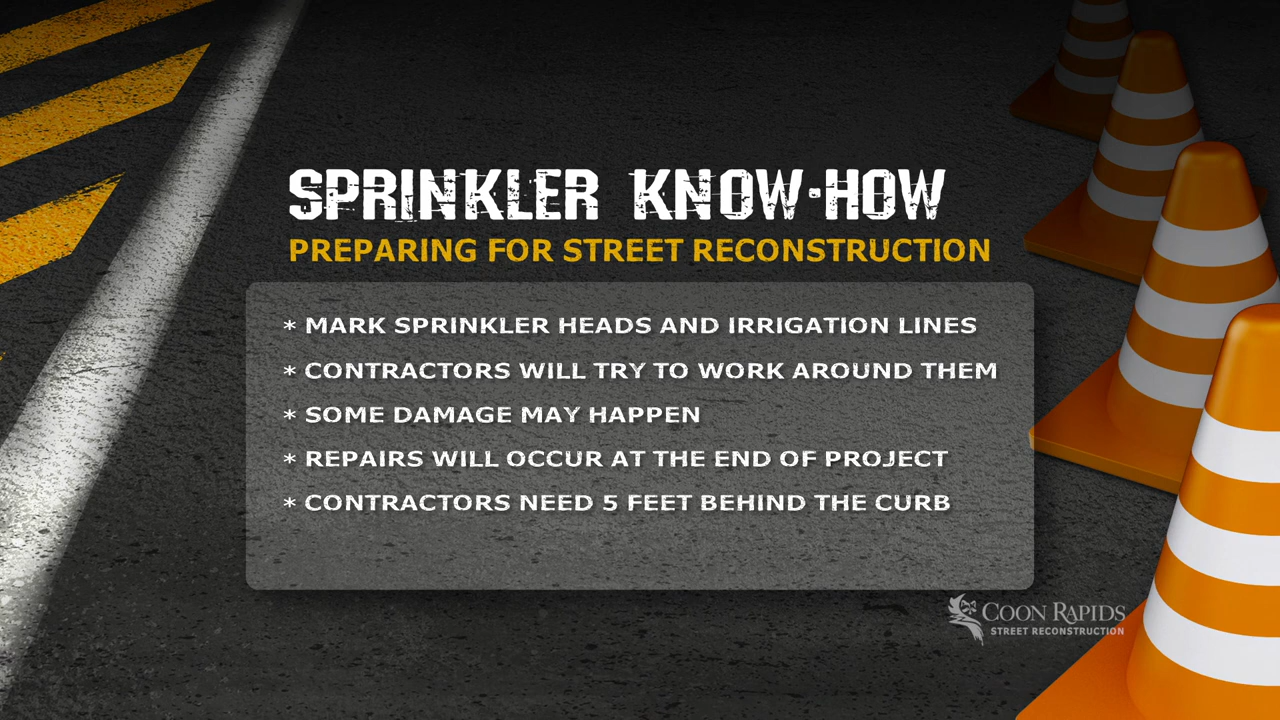 SPRINKLER KNOW-HOW
PREPARING FOR STREET RECONSTRUCTION
* MARK SPRINKLER HEADS AND IRRIGATION LINES
* CONTRACTORS WILL TRY TO WORK AROUND THEM
* SOME DAMAGE MAY HAPPEN
* REPAIRS WILL OCCUR AT THE END OF PROJECT
* CONTRACTORS NEED 5 FEET BEHIND THE CURB
COON RAPIDS
STREET RECONSTRUCTION